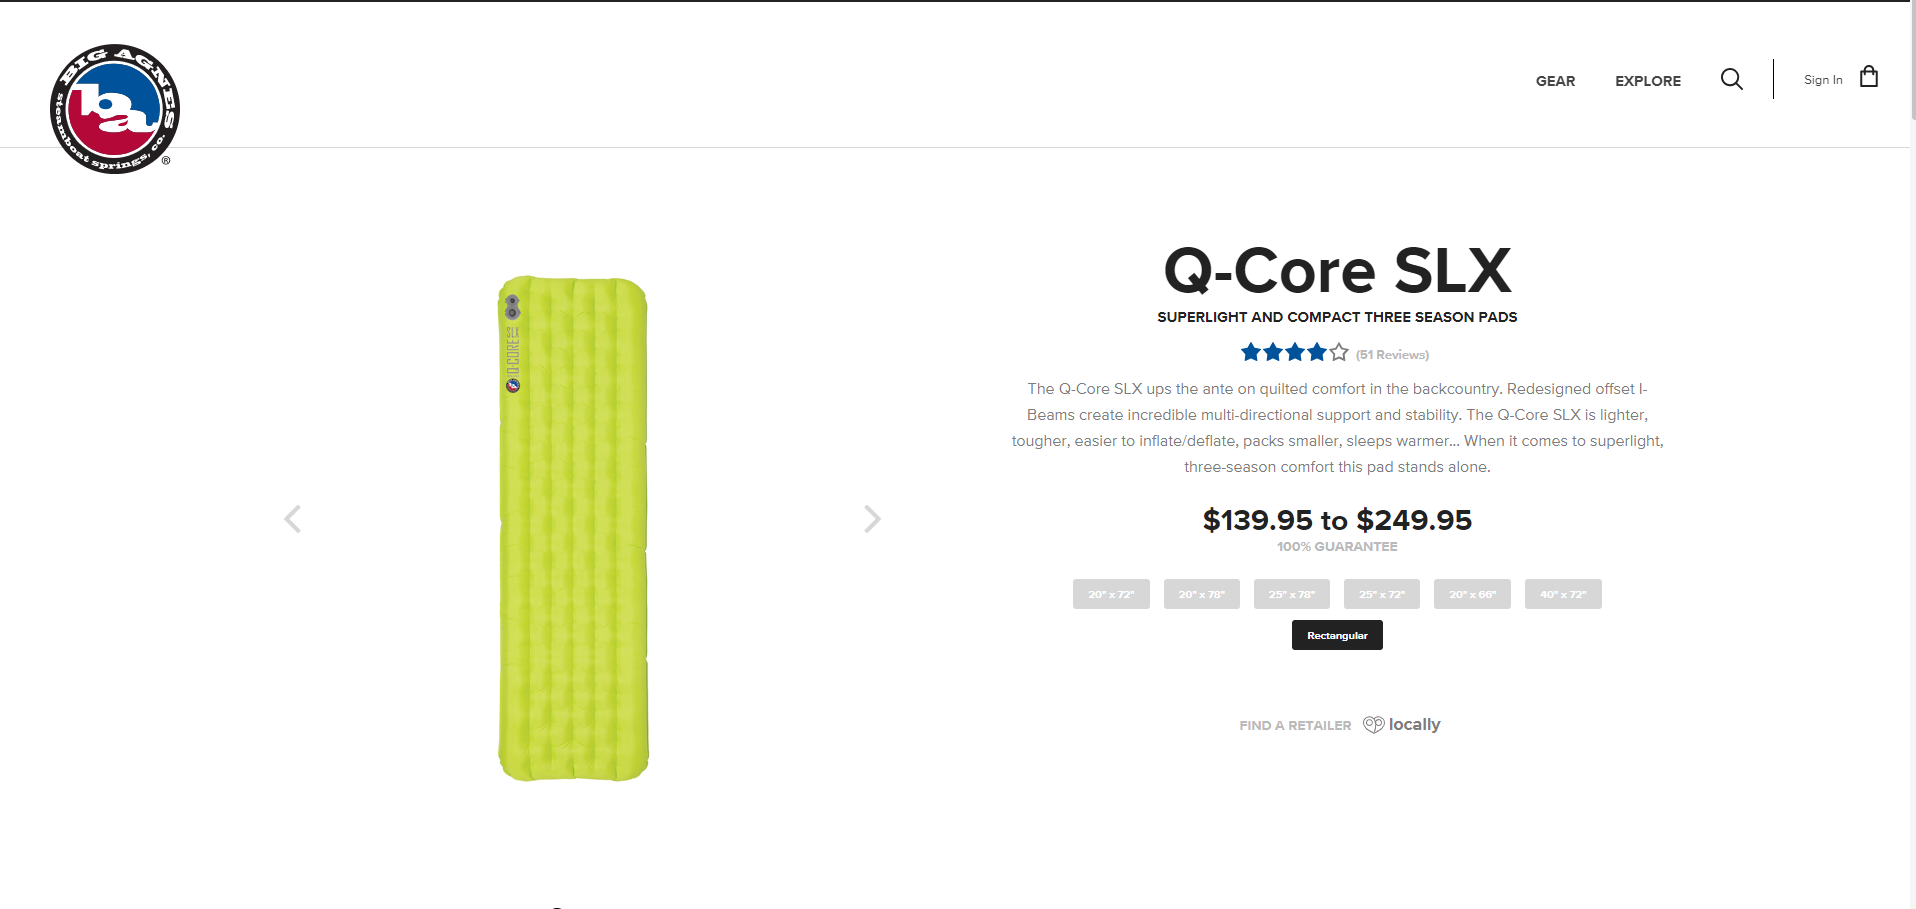 BIG AGNES
ba
steamboat springs, co.
®
GEAR
EXPLORE
Sign In
Q-CORE SLX
Q-Core SLX
SUPERLIGHT AND COMPACT THREE SEASON PADS
(51 Reviews)
The Q-Core SLX ups the ante on quilted comfort in the backcountry. Redesigned offset I-
Beams create incredible multi-directional support and stability. The Q-Core SLX is lighter,
tougher, easier to inflate/deflate, packs smaller, sleeps warmer... When it comes to superlight,
three-season comfort this pad stands alone.
$139.95 to $249.95
100% GUARANTEE
20" x 72"
20" x 78"
25" x 78"
25" x 72"
20" x 66"
40" x 72"
Rectangular
FIND A RETAILER
locally